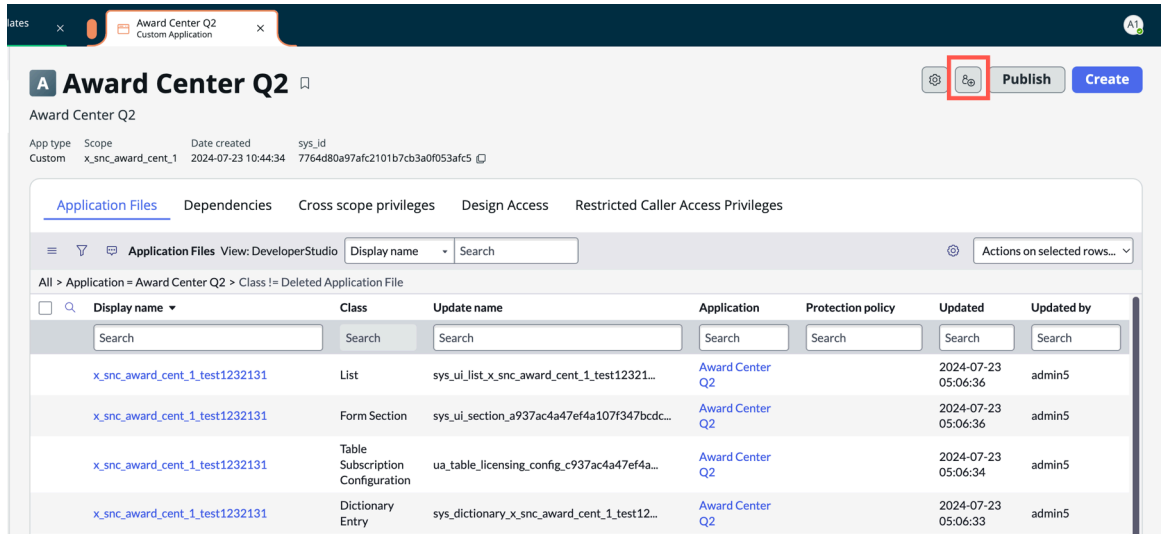 lates
Award Center Q2
Custom Application
A1
A Award Center Q2
Publish
Create
Award Center Q2
App type Scope Date created sys_id
Custom x_snc_award_cent_1 2024-07-23 10:44:34 7764d80a97afc2101b7cb3a0f053afc5
Application Files Dependencies Cross scope privileges Design Access Restricted Caller Access Privileges
Application Files View: DeveloperStudio Display name Search Actions on selected rows...
All > Application = Award Center Q2 > Class != Deleted Application File
Display name Class Update name Application Protection policy Updated Updated by
Search Search Search Search Search Search Search
x_snc_award_cent_1_test1232131 List sys_ui_list_x_snc_award_cent_1_test12321... Award Center Q2 2024-07-23 05:06:36 admin5
x_snc_award_cent_1_test1232131 Form Section sys_ui_section_a937ac4a47ef4a107f347bcdc... Award Center Q2 2024-07-23 05:06:36 admin5
x_snc_award_cent_1_test1232131 Table Subscription Configuration ua_table_licensing_config_c937ac4a47ef4a... Award Center Q2 2024-07-23 05:06:34 admin5
x_snc_award_cent_1_test1232131 Dictionary Entry sys_dictionary_x_snc_award_cent_1_test12... Award Center Q2 2024-07-23 05:06:33 admin5